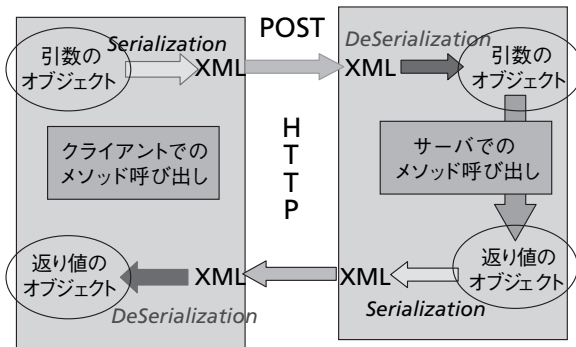 POST
引数の
オブジェクト
Serialization
XML
XML
DeSerialization
引数の
オブジェクト
クライアントでの
メソッド呼び出し
H
T
T
P
サーバでの
メソッド呼び出し
返り値の
オブジェクト
XML
DeSerialization
XML
Serialization
返り値の
オブジェクト